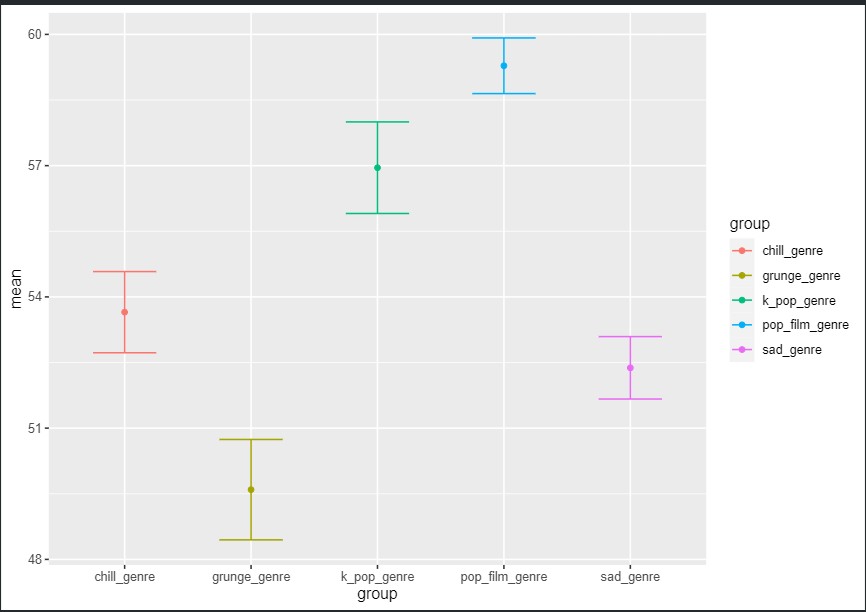 60
57
54
51
48
mean
chill_genre
grunge_genre
k_pop_genre
pop_film_genre
sad_genre
group
group
chill_genre
grunge_genre
k_pop_genre
pop_film_genre
sad_genre